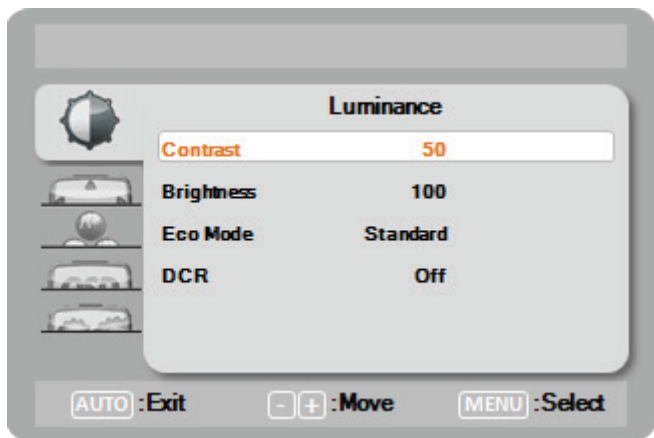 Luminance
Contrast 50
Brightness 100
Eco Mode Standard
DCR Off
AUTO :Exit - + :Move MENU :Select